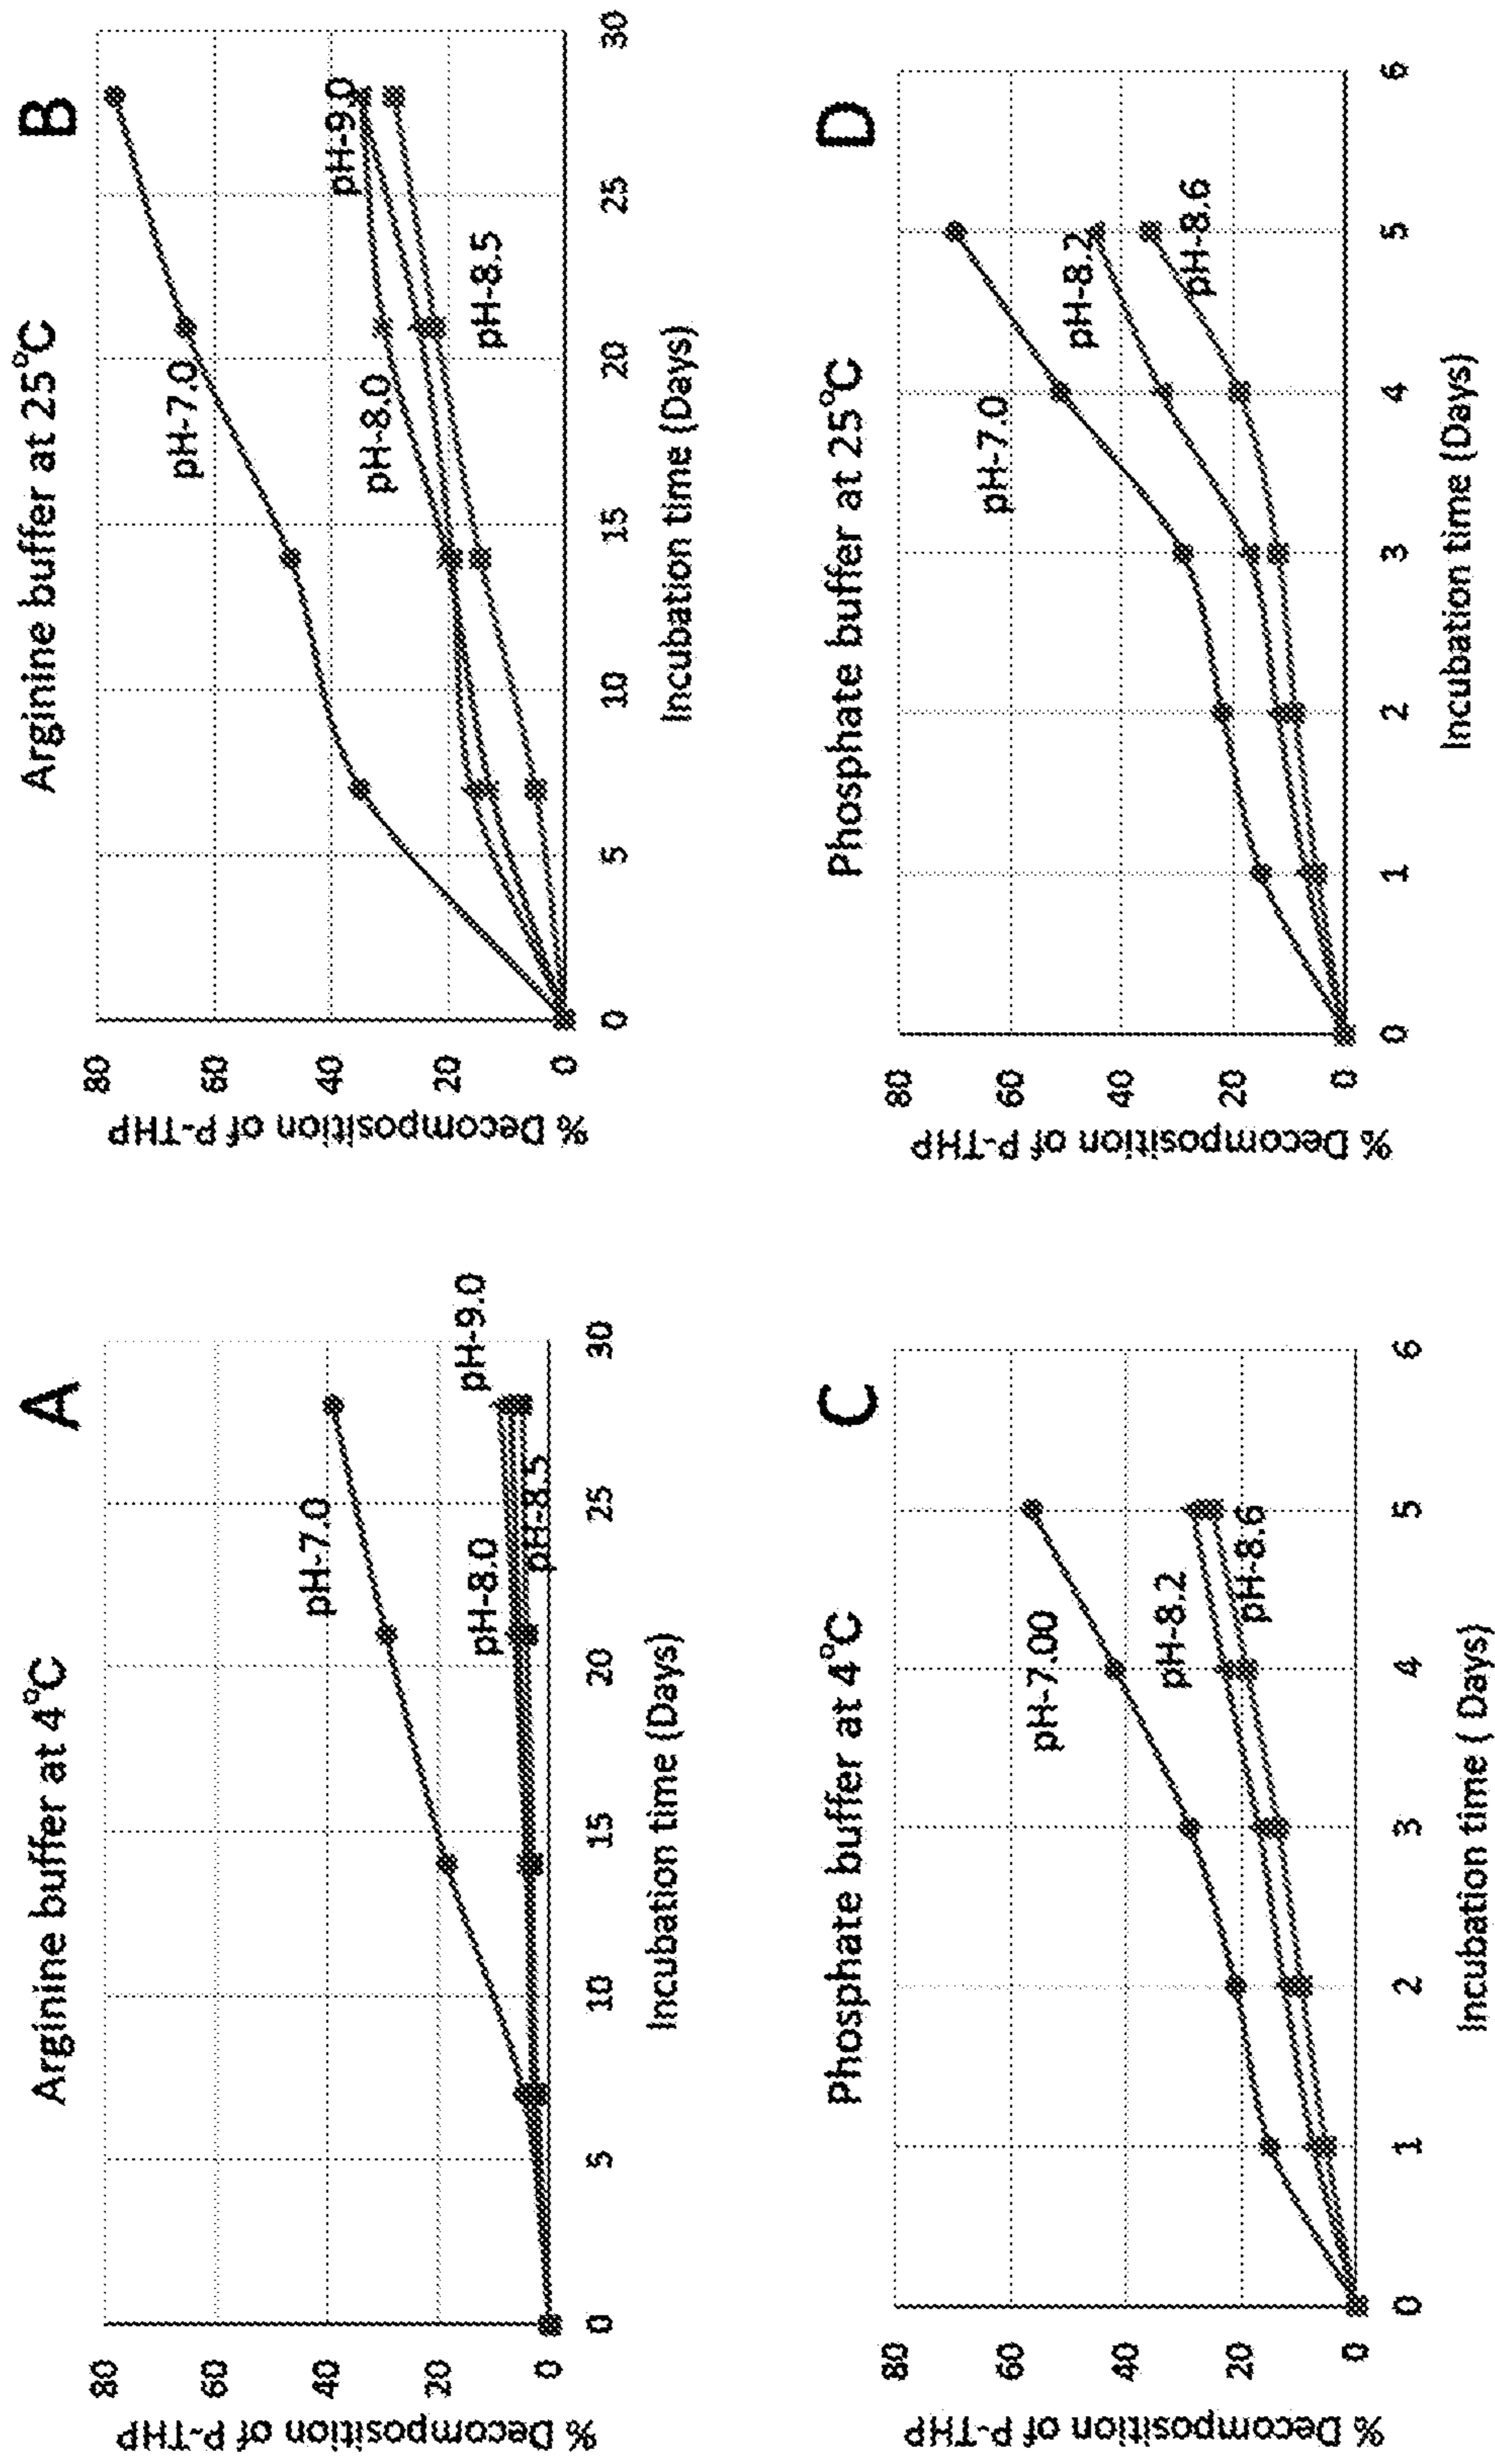 Arginine buffer at 4°C
A
% Decomposition of P-THP
80
60
40
20
0
pH-7.0
pH-8.0
pH-8.5
pH-9.0
0 5 10 15 20 25 30
Incubation time (Days)
Arginine buffer at 25°C
B
% Decomposition of P-THP
80
60
40
20
0
pH-7.0
pH-8.0
pH-9.0
pH-8.5
0 5 10 15 20 25 30
Incubation time (Days)
Phosphate buffer at 4°C
C
% Decomposition of P-THP
80
60
40
20
0
pH-7.00
pH-8.2
pH-8.6
0 1 2 3 4 5 6
Incubation time ( Days)
Phosphate buffer at 25°C
D
% Decomposition of P-THP
80
60
40
20
0
pH-7.0
pH-8.2
pH-8.6
0 1 2 3 4 5 6
Incubation time (Days)